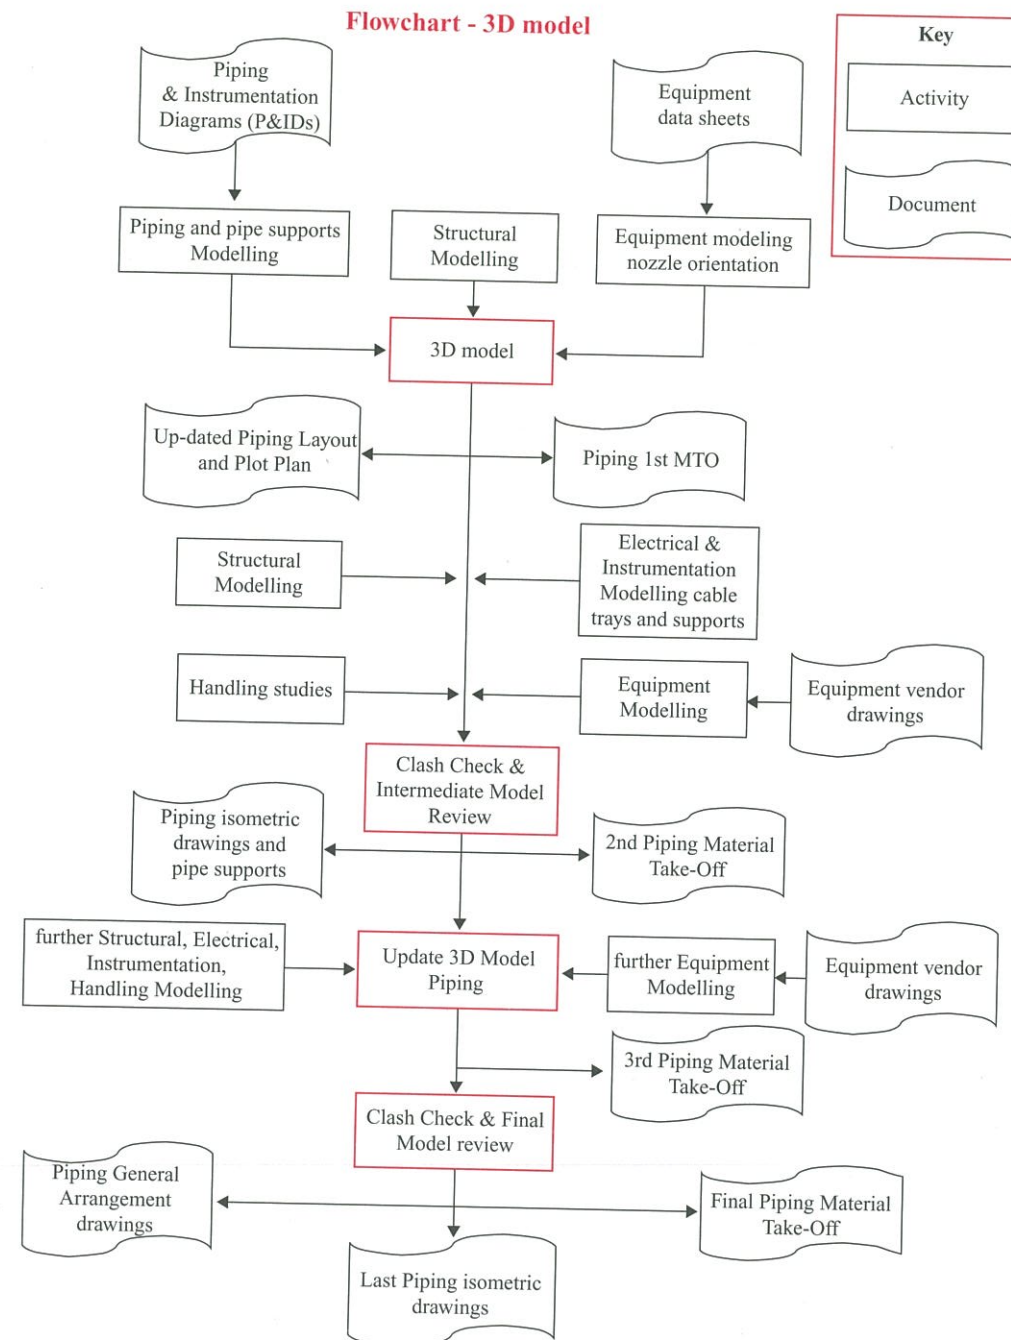 Flowchart - 3D model
Key
Activity
Document
Piping
& Instrumentation
Diagrams (P&IDs)
Equipment
data sheets
Piping and pipe supports
Modelling
Structural
Modelling
Equipment modeling
nozzle orientation
3D model
Up-dated Piping Layout
and Plot Plan
Piping 1st MTO
Structural
Modelling
Electrical &
Instrumentation
Modelling cable
trays and supports
Handling studies
Equipment
Modelling
Equipment vendor
drawings
Clash Check &
Intermediate Model
Review
Piping isometric
drawings and
pipe supports
2nd Piping Material
Take-Off
further Structural, Electrical,
Instrumentation,
Handling Modelling
Update 3D Model
Piping
further Equipment
Modelling
Equipment vendor
drawings
3rd Piping Material
Take-Off
Clash Check & Final
Model review
Piping General
Arrangement
drawings
Final Piping Material
Take-Off
Last Piping isometric
drawings